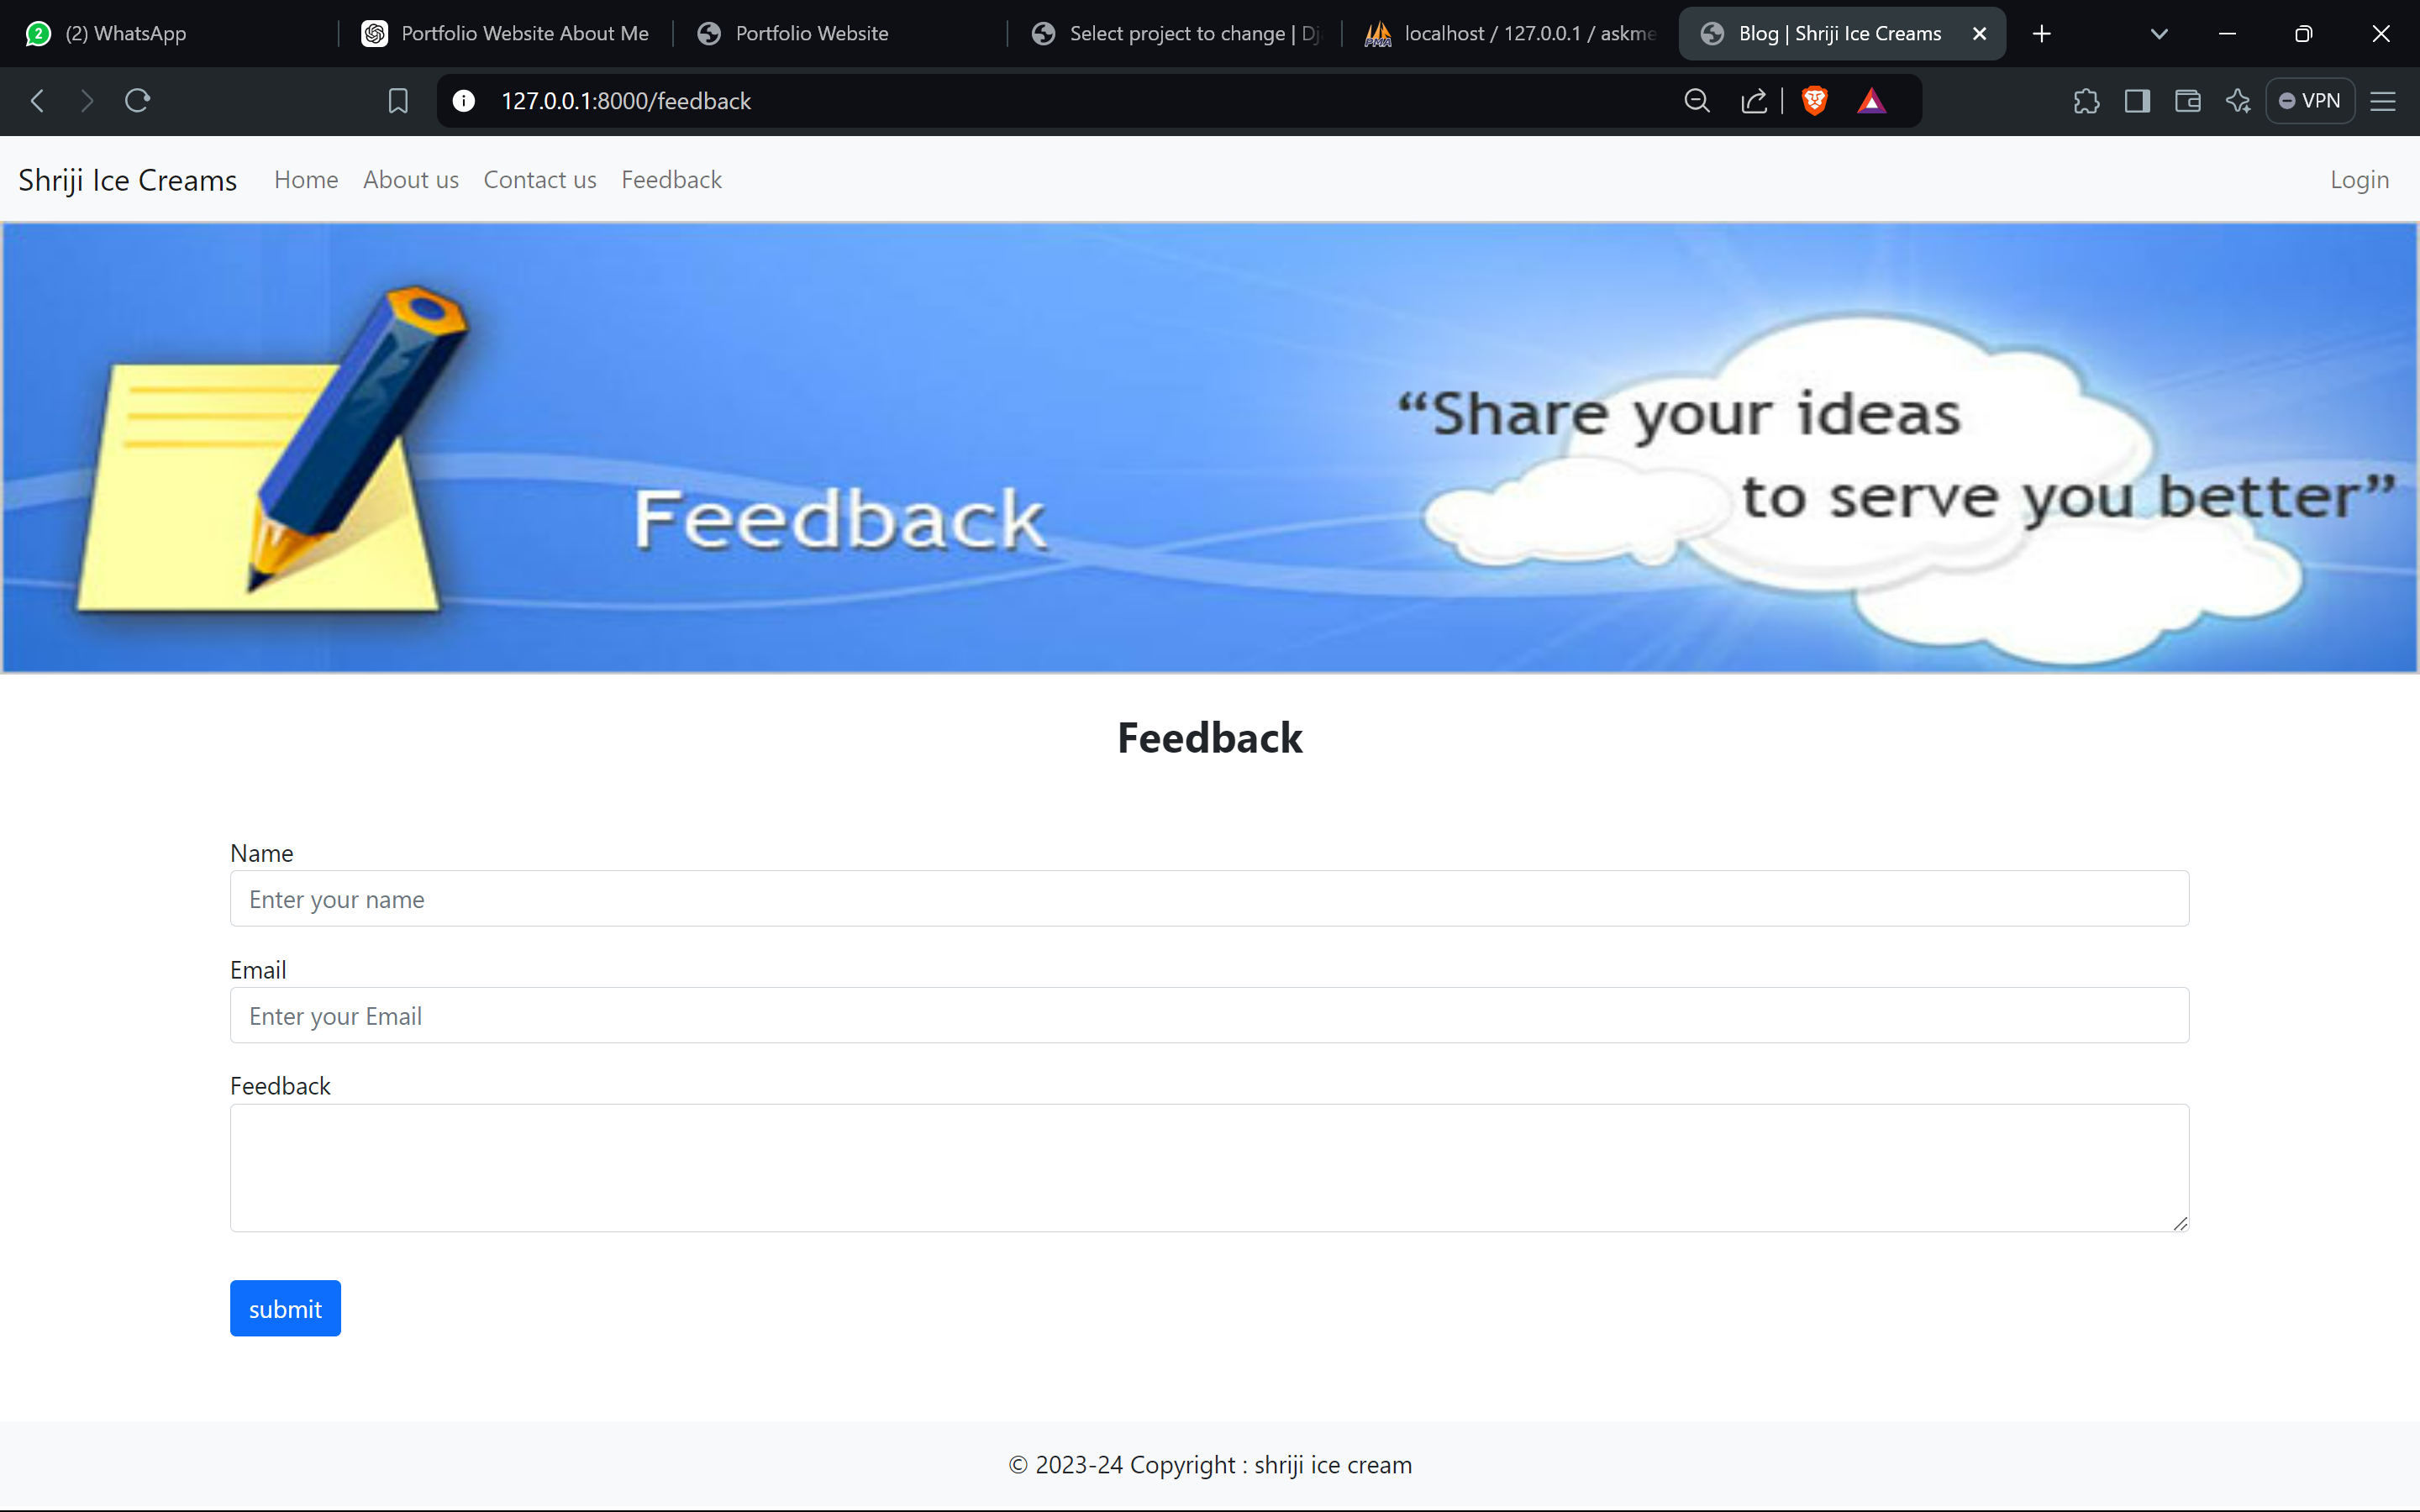 2 (2) WhatsApp
Portfolio Website About Me
Portfolio Website
Select project to change | Dj
localhost / 127.0.0.1 / askme
Blog | Shriji Ice Creams
127.0.0.1:8000/feedback
VPN
Shriji Ice Creams Home About us Contact us Feedback Login
“Share your ideas
to serve you better”
Feedback
Feedback
Name
Enter your name
Email
Enter your Email
Feedback
submit
© 2023-24 Copyright : shriji ice cream